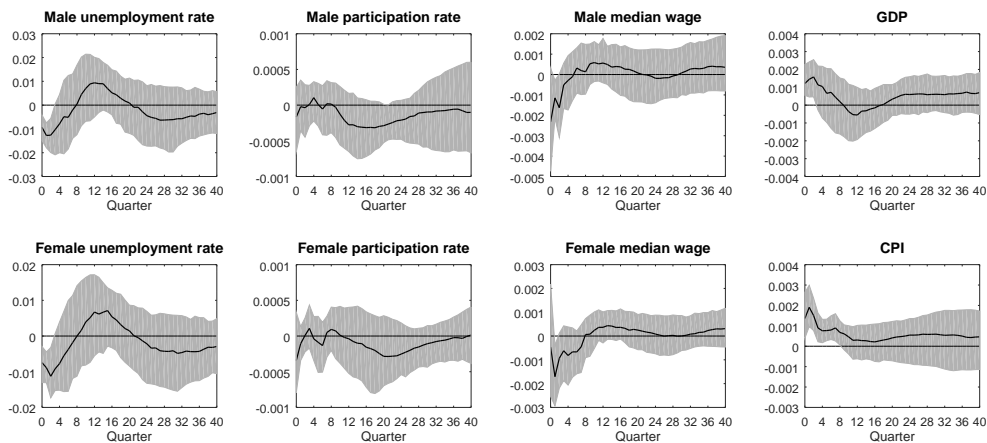 Male unemployment rate
0.03
0.02
0.01
0
-0.01
-0.02
-0.03
0 4 8 12 16 20 24 28 32 36 40
Quarter
Male participation rate
0.001
0.0005
0
-0.0005
-0.001
0 4 8 12 16 20 24 28 32 36 40
Quarter
Male median wage
0.002
0.001
0
-0.001
-0.002
-0.003
-0.004
-0.005
0 4 8 12 16 20 24 28 32 36 40
Quarter
GDP
0.004
0.003
0.002
0.001
0
-0.001
-0.002
-0.003
-0.004
0 4 8 12 16 20 24 28 32 36 40
Quarter
Female unemployment rate
0.02
0.01
0
-0.01
-0.02
0 4 8 12 16 20 24 28 32 36 40
Quarter
Female participation rate
0.001
0.0005
0
-0.0005
-0.001
0 4 8 12 16 20 24 28 32 36 40
Quarter
Female median wage
0.003
0.002
0.001
0
-0.001
-0.002
-0.003
0 4 8 12 16 20 24 28 32 36 40
Quarter
CPI
0.004
0.003
0.002
0.001
0
-0.001
-0.002
-0.003
0 4 8 12 16 20 24 28 32 36 40
Quarter